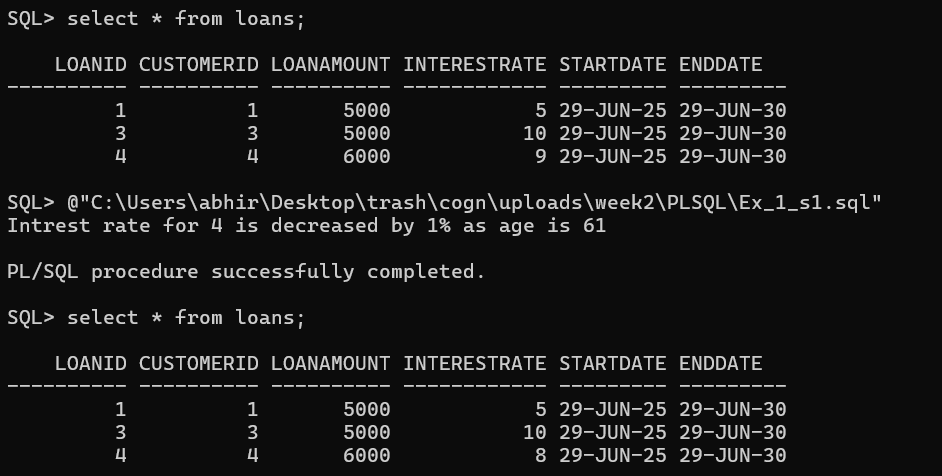 SQL> select * from loans;
    LOANID CUSTOMERID LOANAMOUNT INTERESTRATE STARTDATE ENDDATE
---------- ---------- ---------- ------------ --------- ---------
         1          1       5000            5 29-JUN-25 29-JUN-30
         3          3       5000           10 29-JUN-25 29-JUN-30
         4          4       6000            9 29-JUN-25 29-JUN-30
SQL> @"C:\Users\abhir\Desktop\trash\cogn\uploads\week2\PLSQL\Ex_1_s1.sql"
Intrest rate for 4 is decreased by 1% as age is 61
PL/SQL procedure successfully completed.
SQL> select * from loans;
    LOANID CUSTOMERID LOANAMOUNT INTERESTRATE STARTDATE ENDDATE
---------- ---------- ---------- ------------ --------- ---------
         1          1       5000            5 29-JUN-25 29-JUN-30
         3          3       5000           10 29-JUN-25 29-JUN-30
         4          4       6000            8 29-JUN-25 29-JUN-30